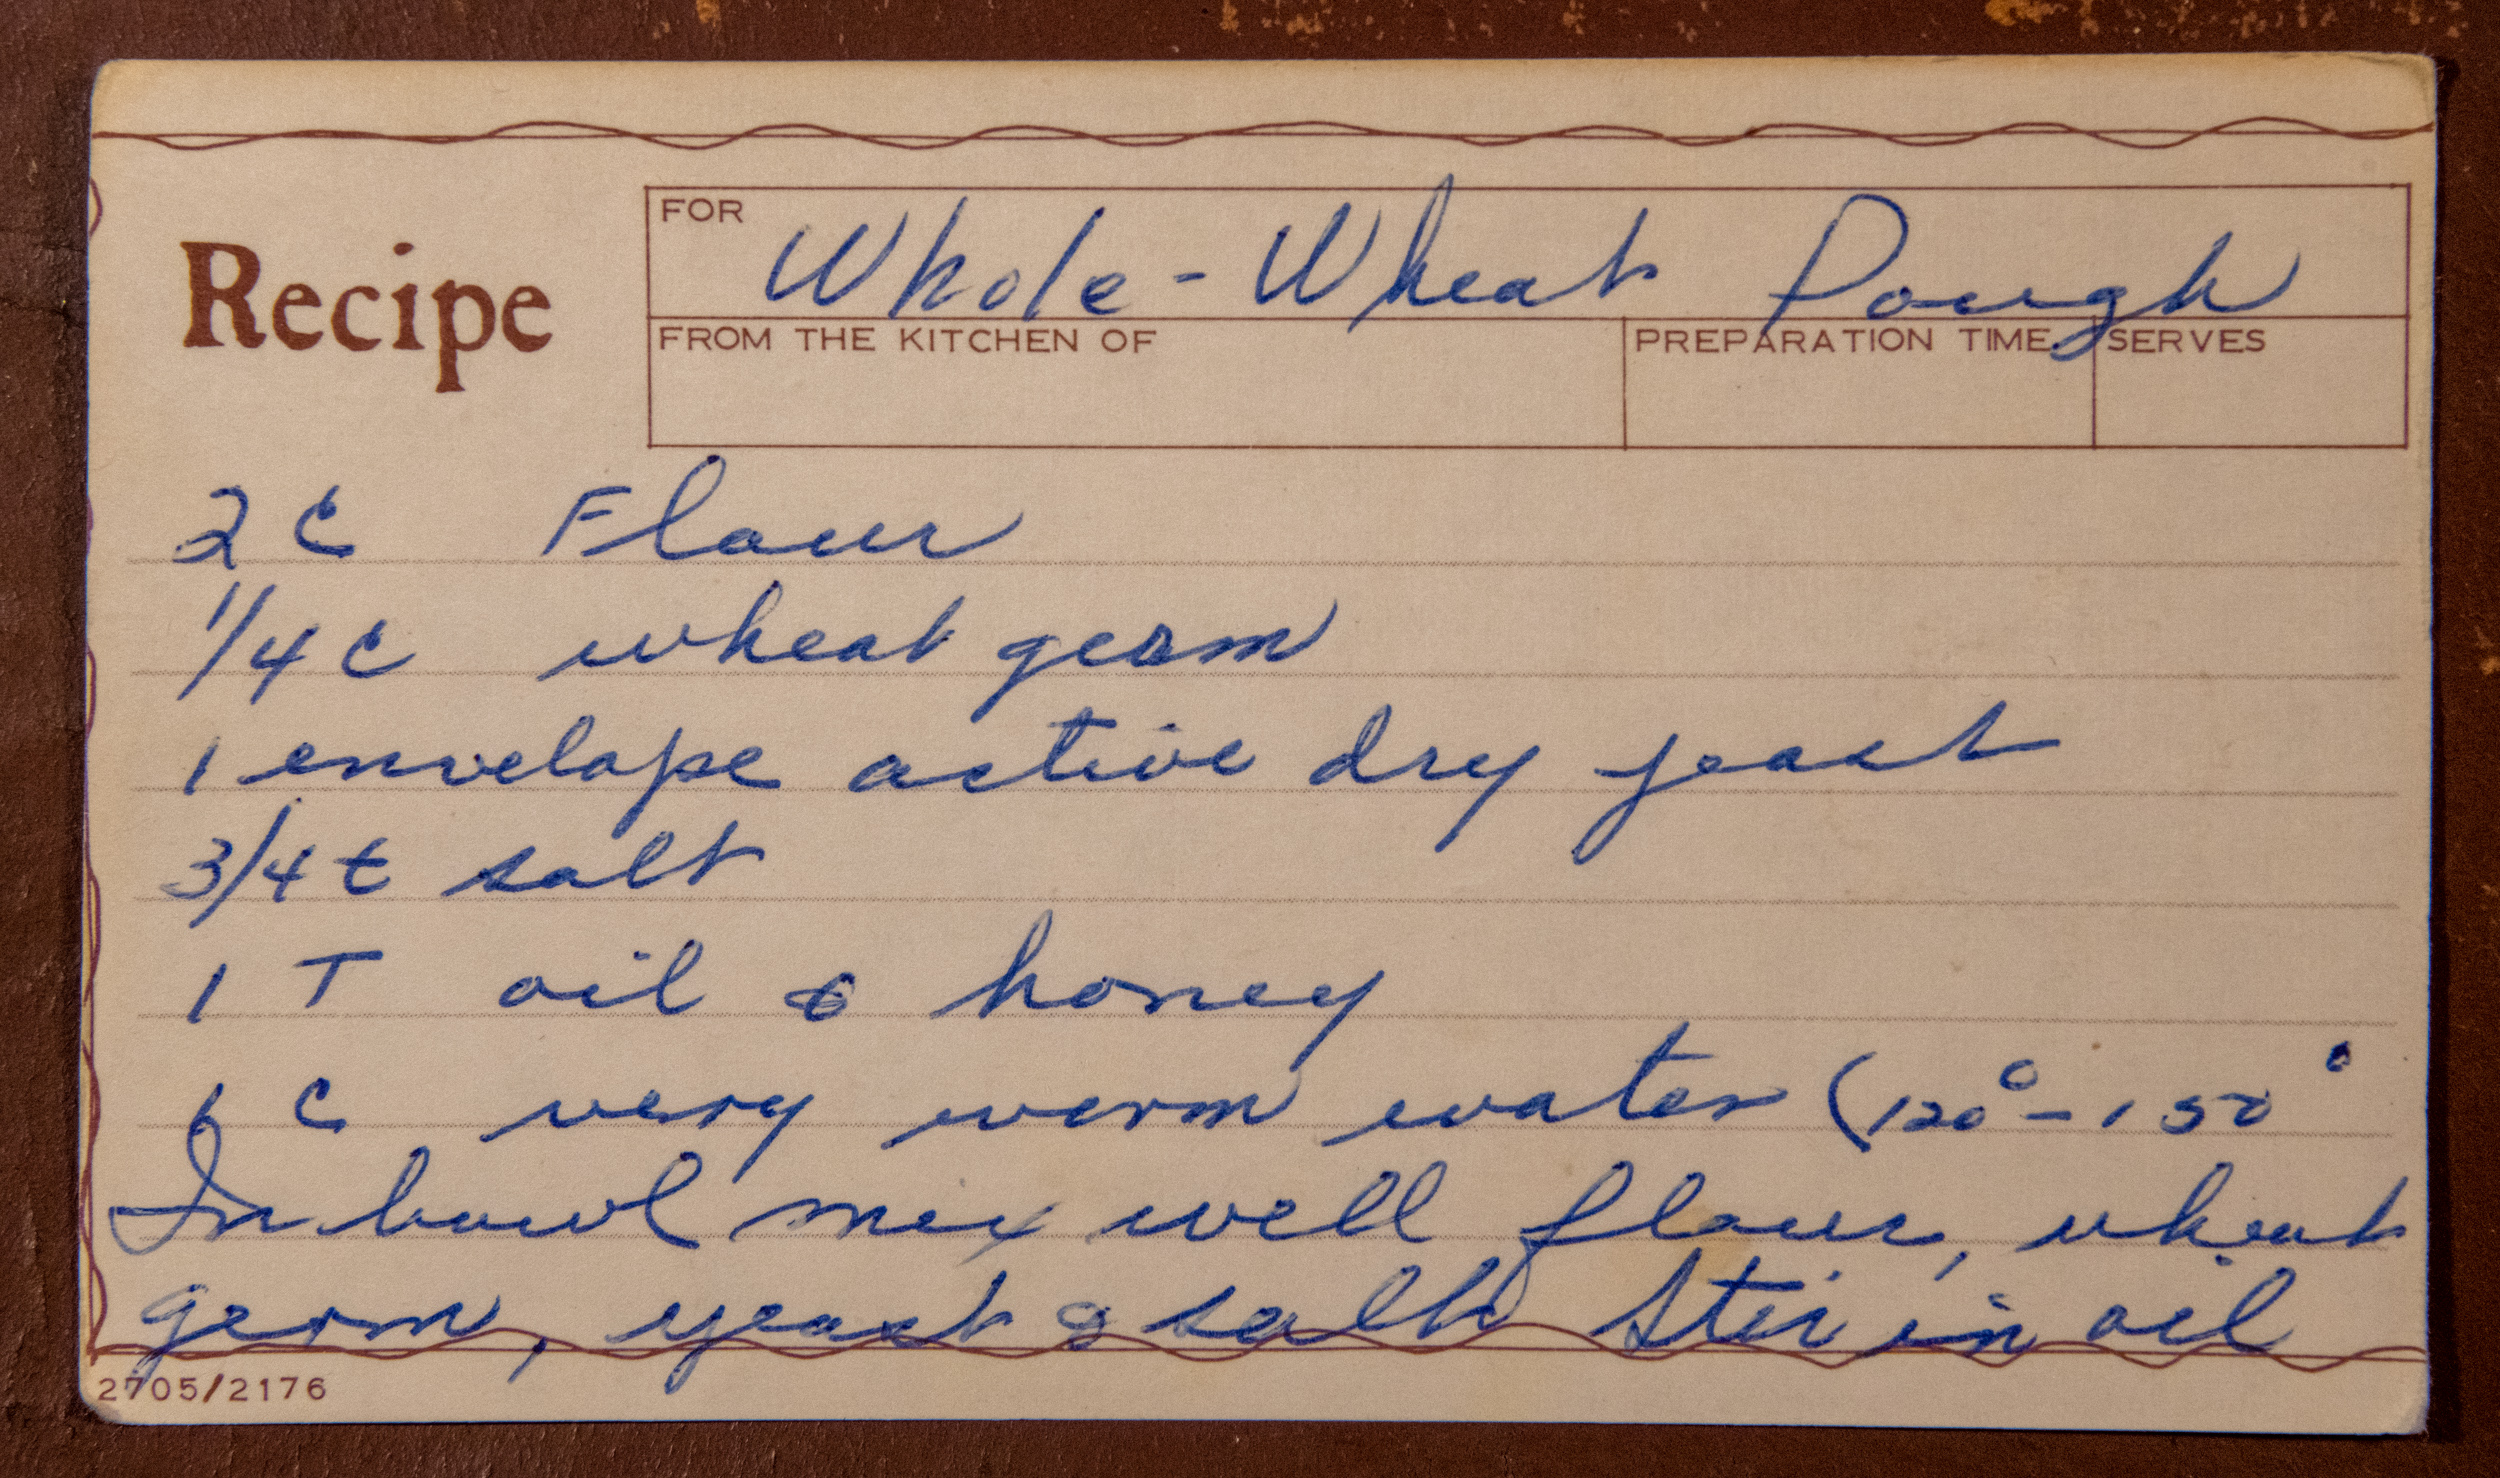 Recipe
FOR Whole-Wheat Dough
FROM THE KITCHEN OF PREPARATION TIME SERVES
2 c Flour
1/4 c wheat germ
1 envelope active dry yeast
3/4 t salt
1 T oil & honey
1 c very warm water (120°-130°
In bowl mix well flour, wheat
germ, yeast & salt. Stir in oil
2705/2176